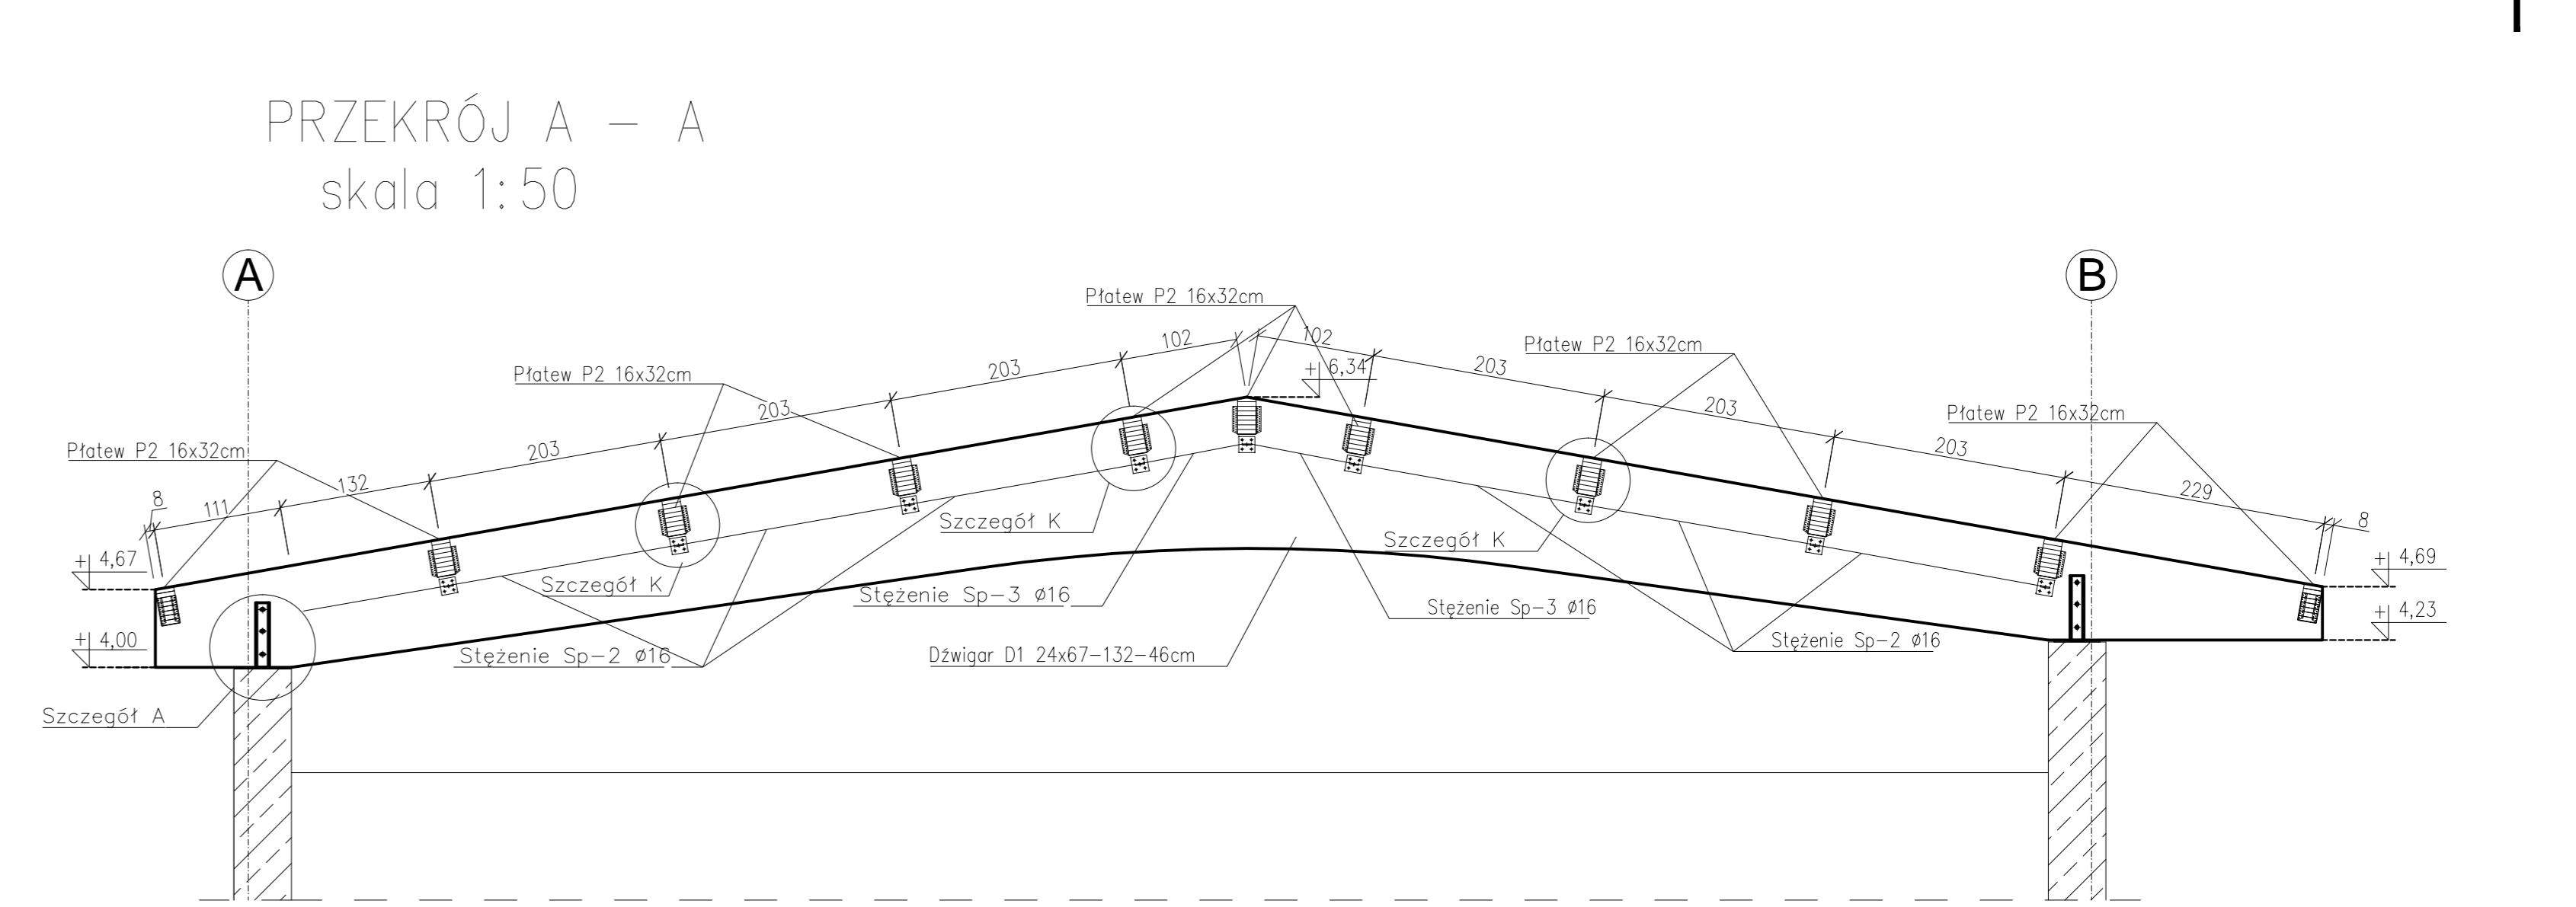 PRZEKRÓJ A – A
skala 1:50
A
B
Płatew P2 16x32cm
102
102
+ 6,34
Płatew P2 16x32cm
203
203
Płatew P2 16x32cm
203
203
Płatew P2 16x32cm
203
203
Płatew P2 16x32cm
8
111
132
229
8
+ 4,67
+ 4,69
+ 4,00
+ 4,23
Szczegół K
Szczegół K
Szczegół K
Stężenie Sp–3 ø16
Stężenie Sp–3 ø16
Stężenie Sp–2 ø16
Dźwigar D1 24x67–132–46cm
Stężenie Sp–2 ø16
Szczegół A